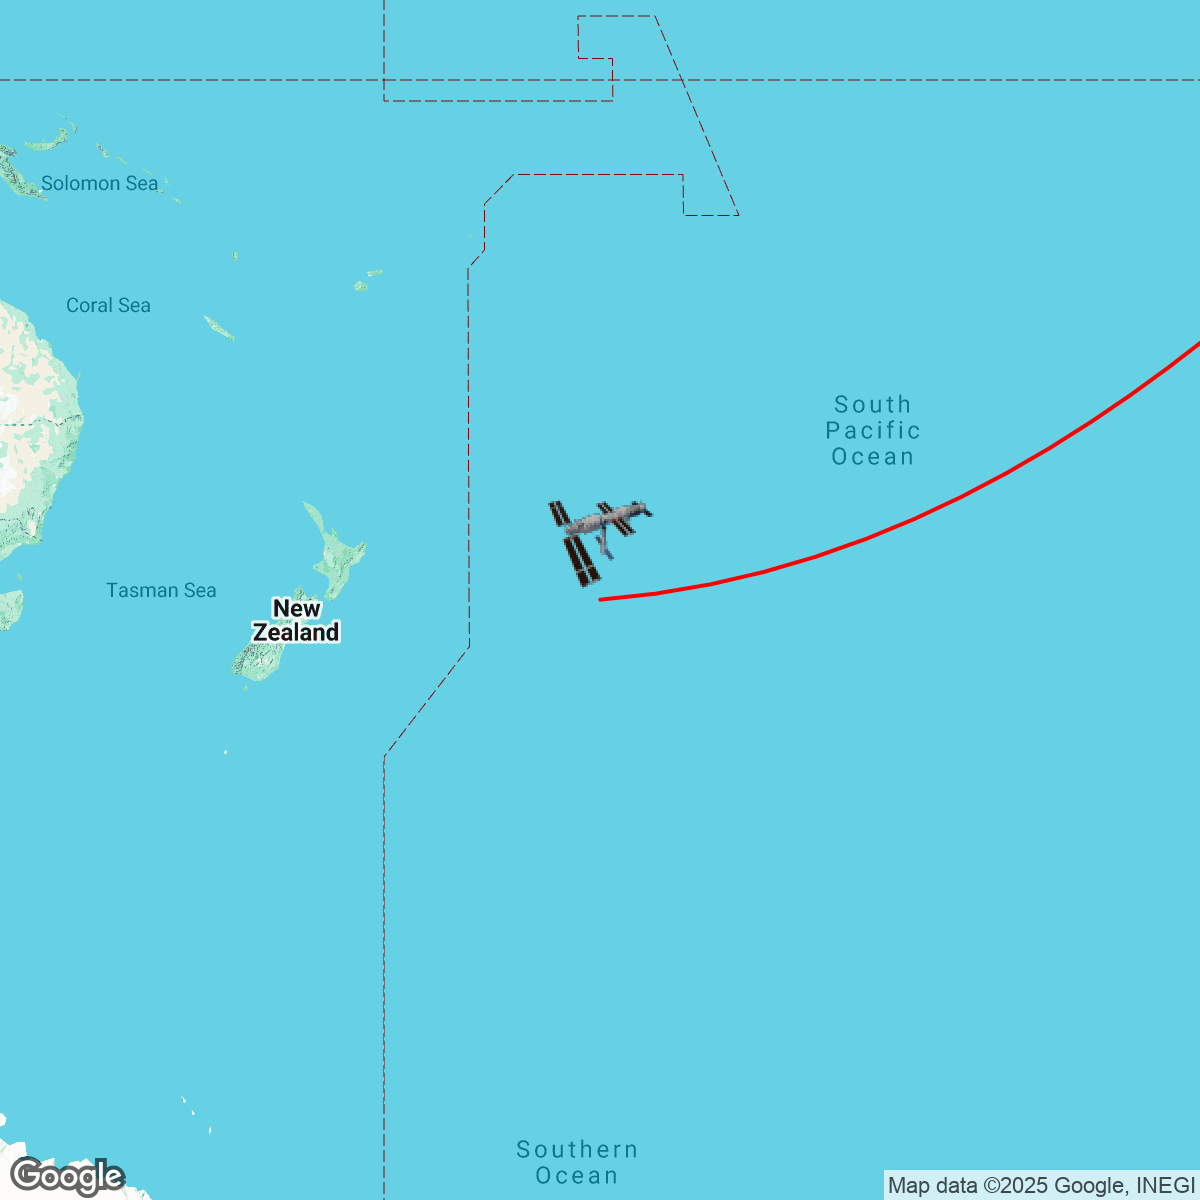 Solomon Sea
Coral Sea
South
Pacific
Ocean
Tasman Sea
New
Zealand
Southern
Ocean
Google
Map data ©2025 Google, INEGI